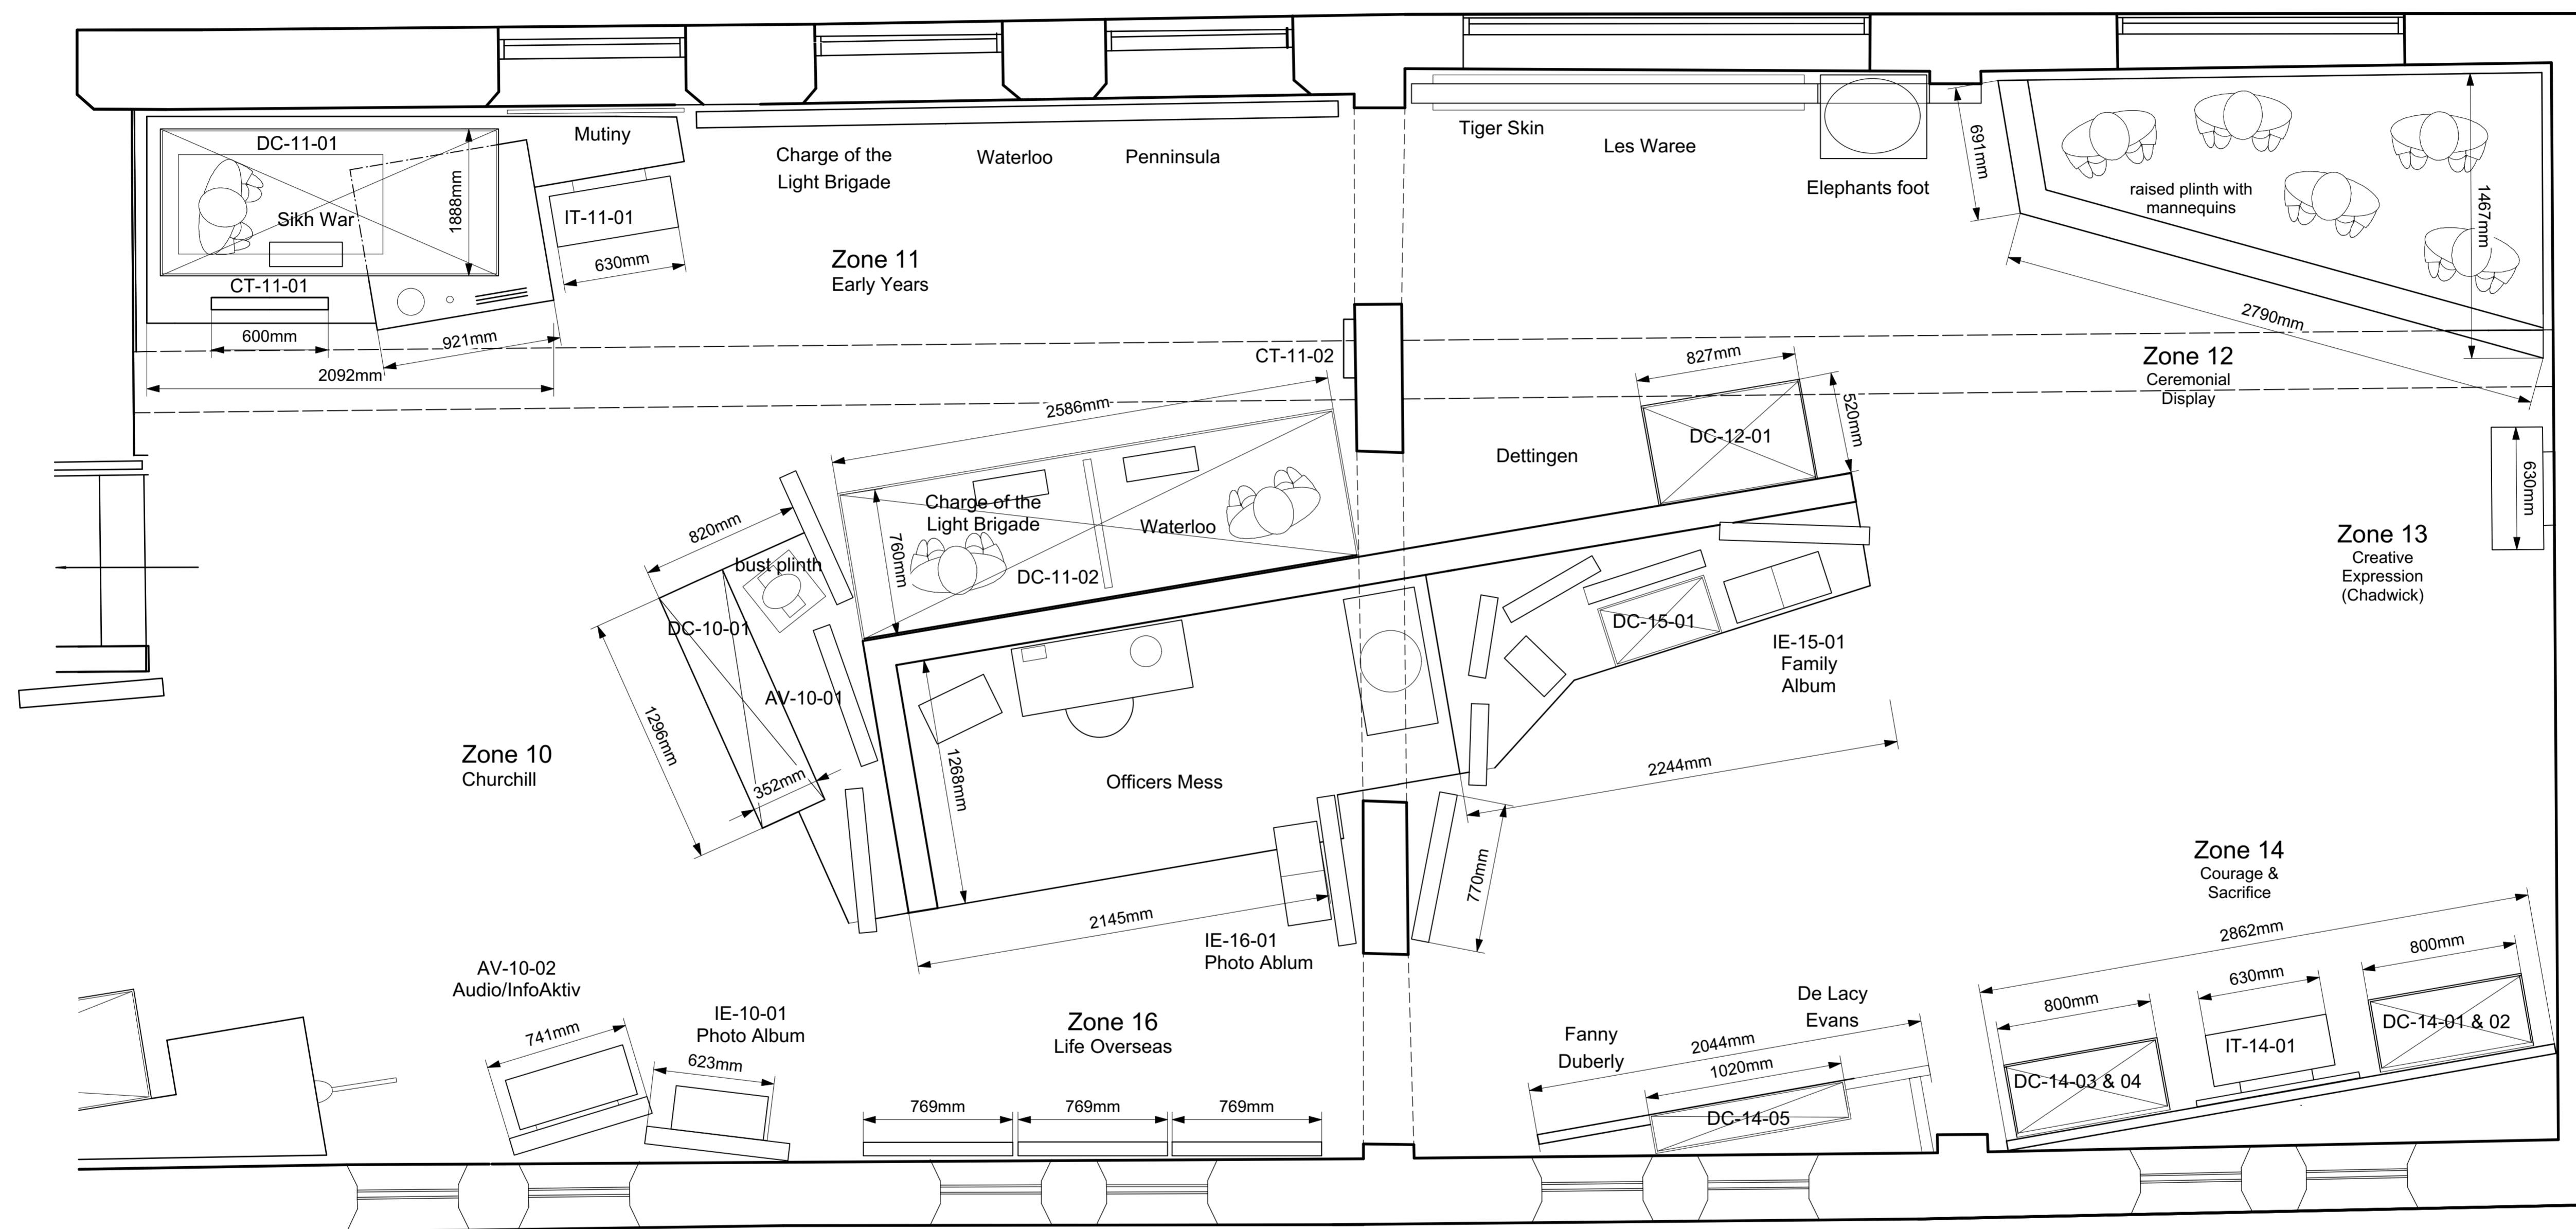 DC-11-01
Sikh War
1888mm
CT-11-01
600mm
921mm
2092mm
Mutiny
IT-11-01
630mm
Charge of the
Light Brigade
Waterloo
Penninsula
Zone 11
Early Years
CT-11-02
Tiger Skin
Les Waree
Elephants foot
691mm
raised plinth with
mannequins
1467mm
2790mm
Zone 12
Ceremonial
Display
827mm
520mm
DC-12-01
Dettingen
2586mm
Charge of the
Light Brigade
Waterloo
760mm
DC-11-02
820mm
bust plinth
DC-10-01
AV-10-01
1296mm
352mm
Zone 10
Churchill
1268mm
Officers Mess
2145mm
DC-15-01
IE-15-01
Family
Album
2244mm
770mm
630mm
Zone 13
Creative
Expression
(Chadwick)
IE-16-01
Photo Ablum
AV-10-02
Audio/InfoAktiv
741mm
IE-10-01
Photo Album
623mm
Zone 16
Life Overseas
769mm
769mm
769mm
Fanny
Duberly
De Lacy
Evans
2044mm
1020mm
DC-14-05
Zone 14
Courage &
Sacrifice
2862mm
800mm
630mm
800mm
DC-14-03 & 04
IT-14-01
DC-14-01 & 02